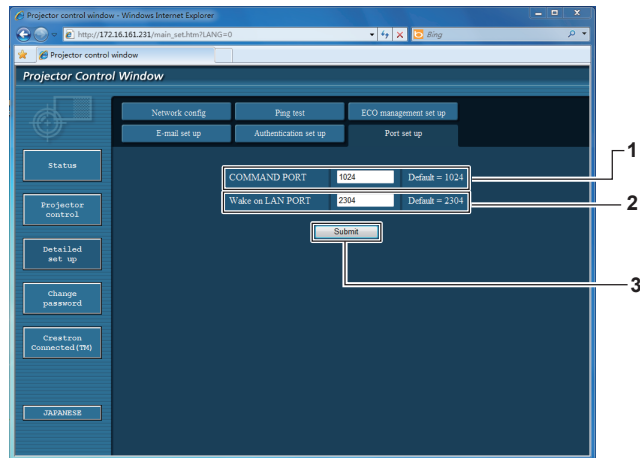 Projector control window - Windows Internet Explorer
http://172.16.161.231/main_set.htm?LANG=0
Bing
Projector control window
Projector Control Window
Network config Ping test ECO management set up
E-mail set up Authentication set up Port set up
Status
Projector control
Detailed set up
Change password
Crestron Connected(TM)
JAPANESE
COMMAND PORT 1024 Default = 1024
Wake on LAN PORT 2304 Default = 2304
Submit
1
2
3